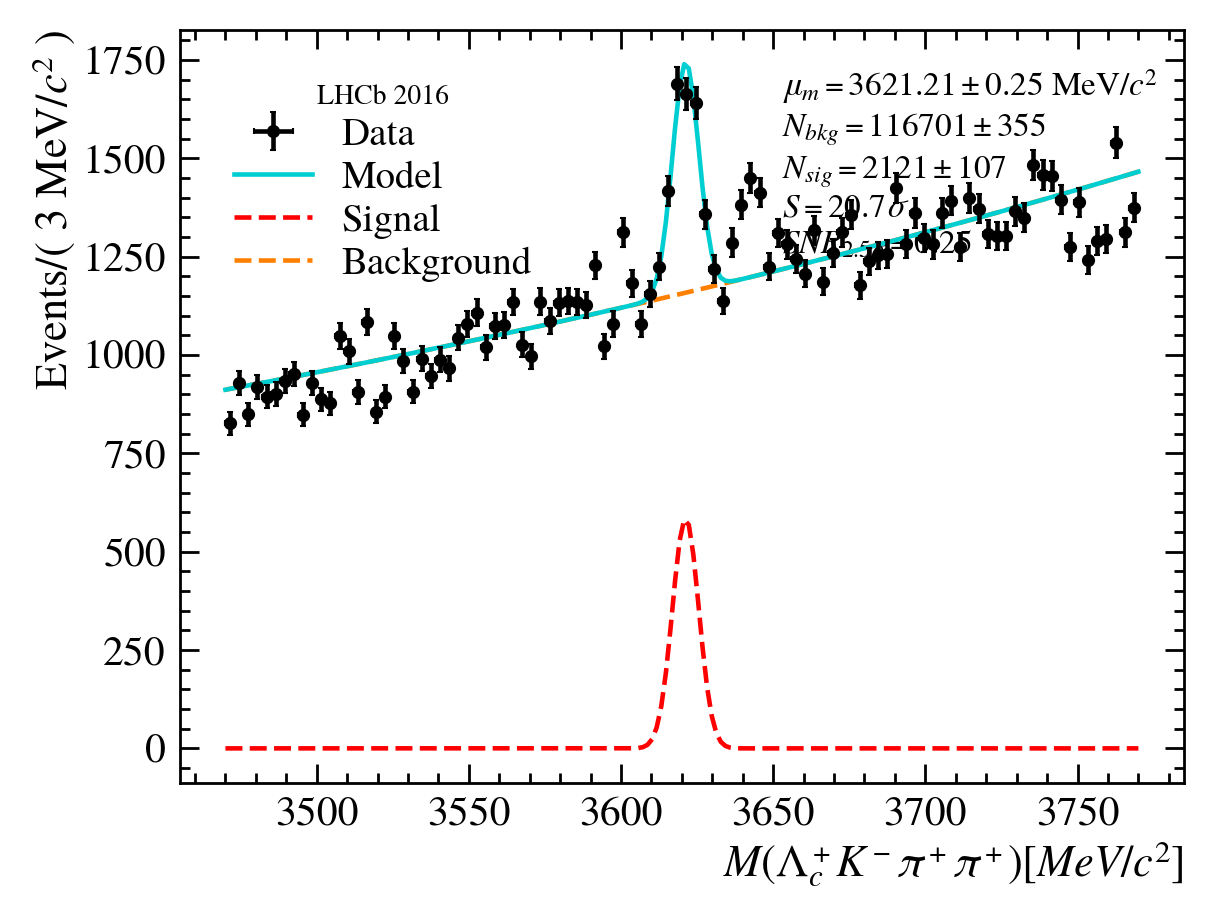 Events/( 3 MeV/c²)
1750
1500
1250
1000
750
500
250
0
LHCb 2016
Data
Model
Signal
Background
μₘ = 3621.21 ± 0.25 MeV/c²
N_bkg = 116701 ± 355
N_sig = 2121 ± 107
S = 20.7σ
3500 3550 3600 3650 3700 3750
M(Λ_c⁺K⁻π⁺π⁺)[MeV/c²]